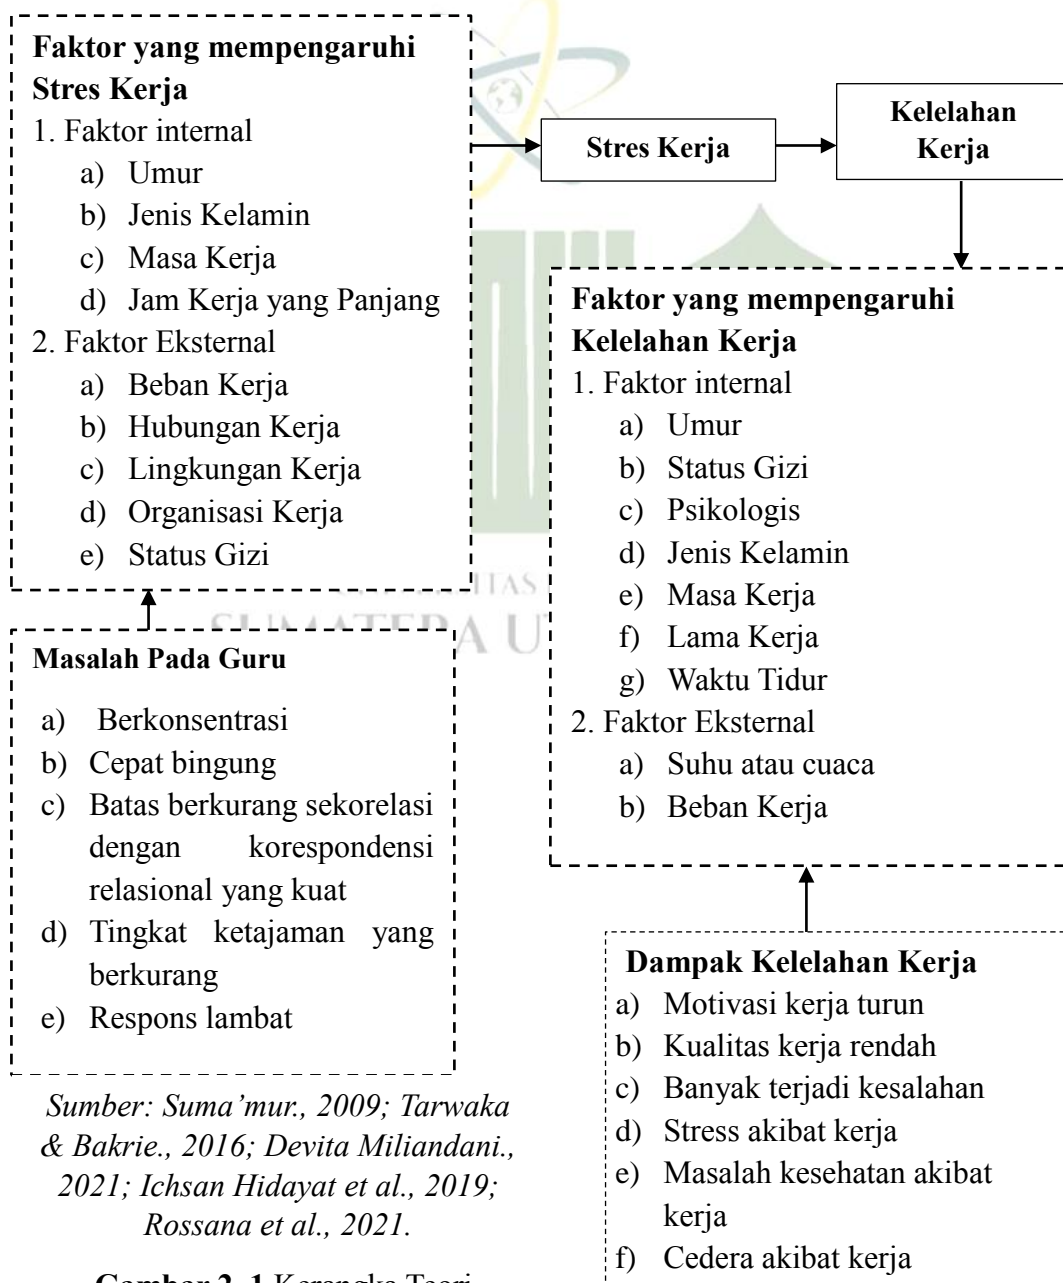 Faktor yang mempengaruhi
Stres Kerja
1. Faktor internal
a) Umur
b) Jenis Kelamin
c) Masa Kerja
d) Jam Kerja yang Panjang
2. Faktor Eksternal
a) Beban Kerja
b) Hubungan Kerja
c) Lingkungan Kerja
d) Organisasi Kerja
e) Status Gizi
Stres Kerja
Kelelahan
Kerja
Faktor yang mempengaruhi
Kelelahan Kerja
1. Faktor internal
a) Umur
b) Status Gizi
c) Psikologis
d) Jenis Kelamin
e) Masa Kerja
f) Lama Kerja
g) Waktu Tidur
2. Faktor Eksternal
a) Suhu atau cuaca
b) Beban Kerja
Masalah Pada Guru
a) Berkonsentrasi
b) Cepat bingung
c) Batas berkurang sekorelasi
dengan korespondensi
relasional yang kuat
d) Tingkat ketajaman yang
berkurang
e) Respons lambat
Dampak Kelelahan Kerja
a) Motivasi kerja turun
b) Kualitas kerja rendah
c) Banyak terjadi kesalahan
d) Stress akibat kerja
e) Masalah kesehatan akibat
kerja
f) Cedera akibat kerja
Sumber: Suma’mur., 2009; Tarwaka
& Bakrie., 2016; Devita Miliandani.,
2021; Ichsan Hidayat et al., 2019;
Rossana et al., 2021.
Gambar 2. 1 Kerangka Teori